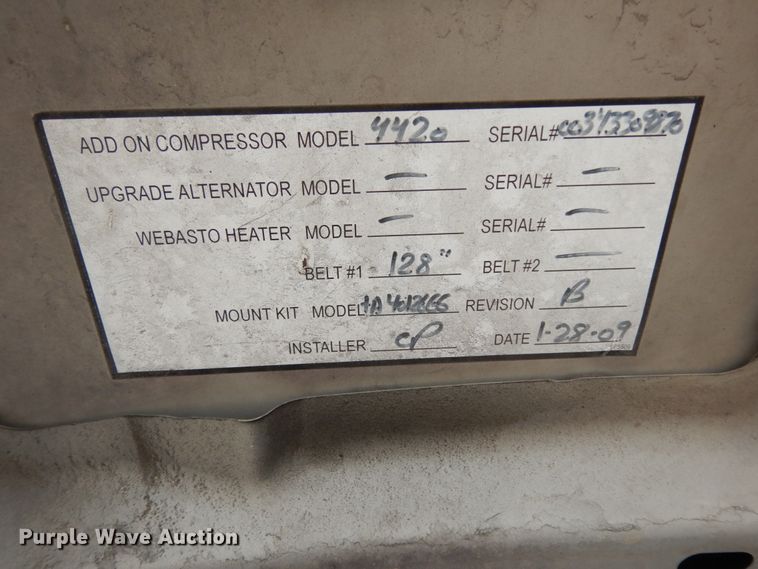 ADD ON COMPRESSOR MODEL 4420 SERIAL#
UPGRADE ALTERNATOR MODEL — SERIAL# —
WEBASTO HEATER MODEL — SERIAL# —
BELT #1 128" BELT #2 —
MOUNT KIT MODEL REVISION B
INSTALLER CP DATE 1-28-09
Purple Wave Auction